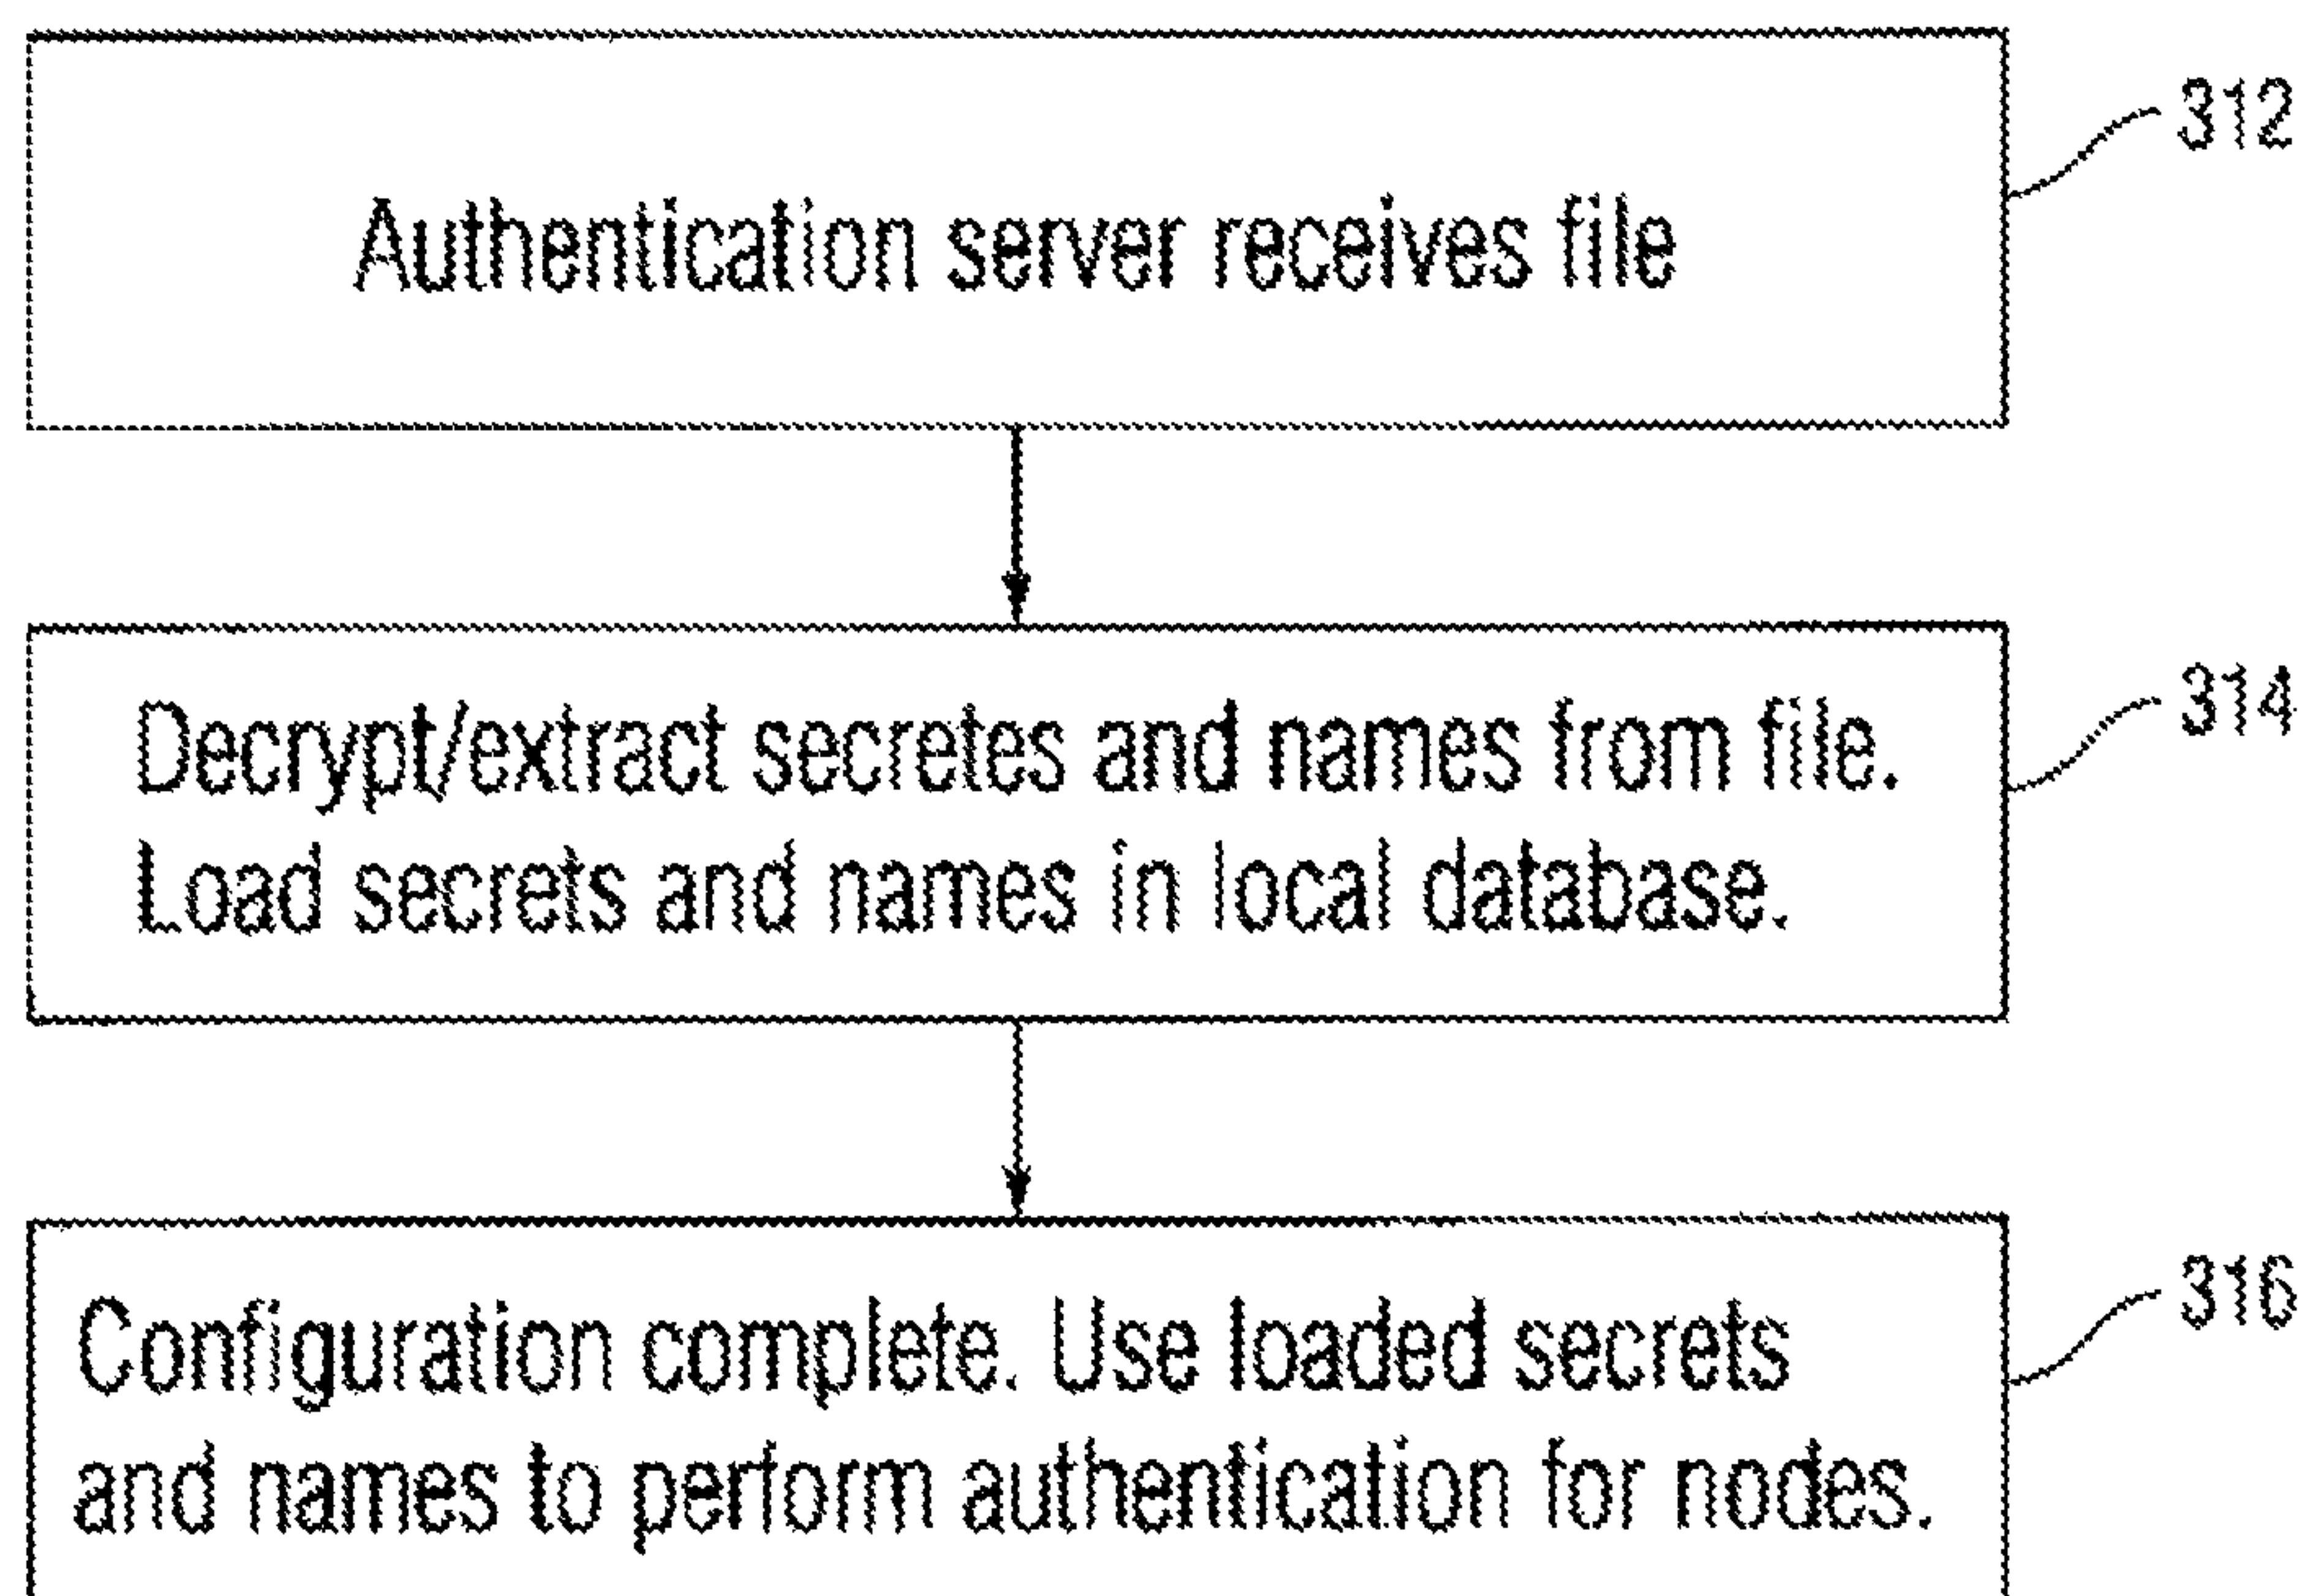 312
Authentication server receives file
314
Decrypt/extract secretes and names from file.
Load secrets and names in local database.
316
Configuration complete. Use loaded secrets
and names to perform authentication for nodes.